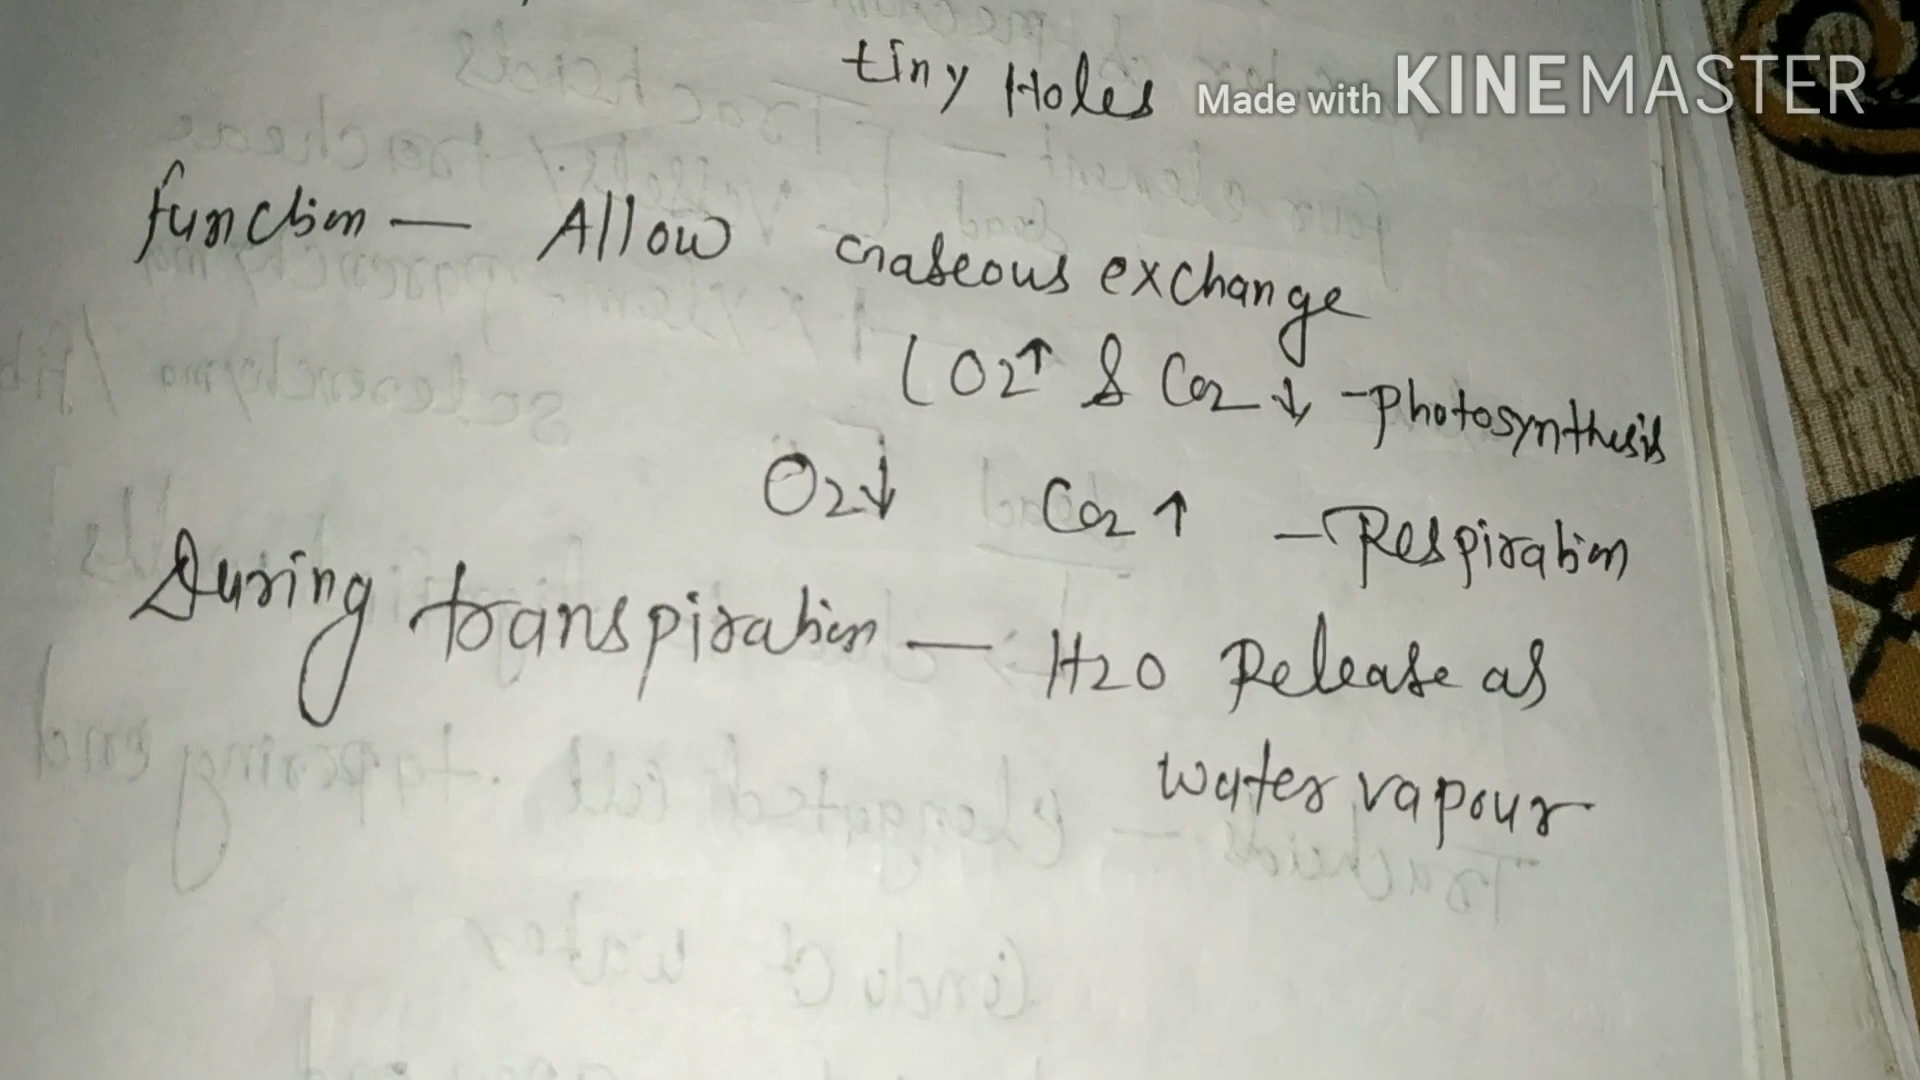 tiny Holes
Made with KINEMASTER
function — Allow Gaseous exchange
( O2↑ & CO2 ↓ - Photosynthesis
O2↓ CO2 ↑ - Respiration
During transpiration — H2O Release as
water vapour